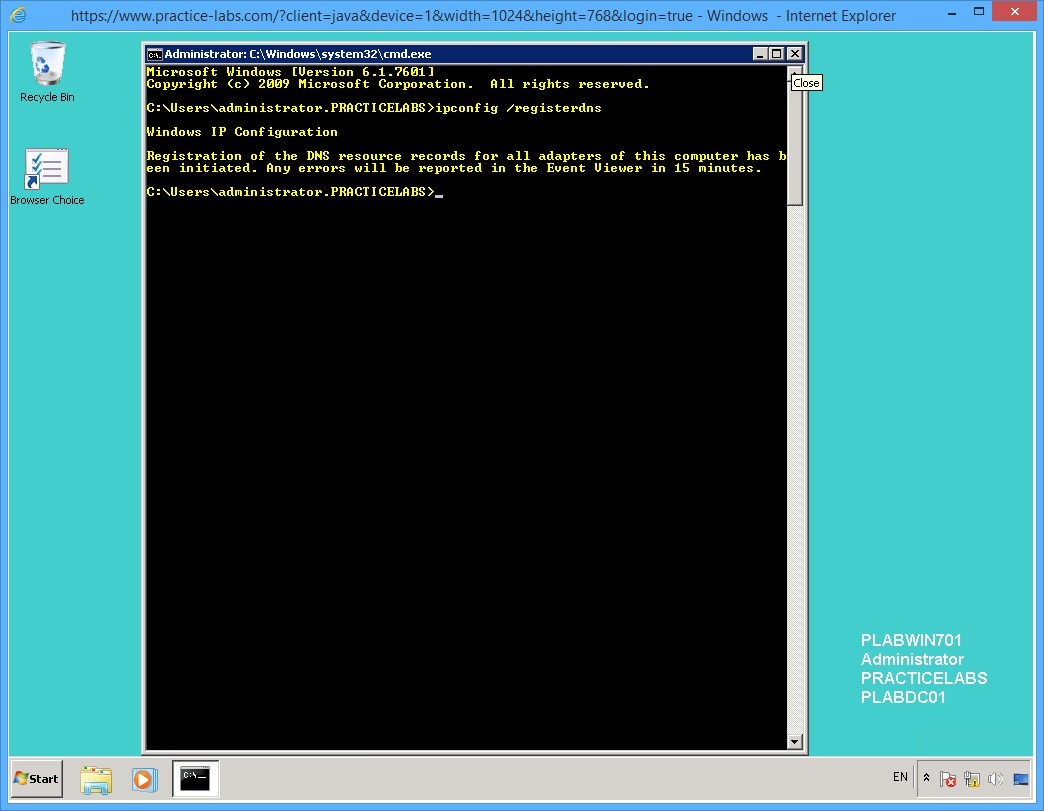 https://www.practice-labs.com/?client=java&device=1&width=1024&height=768&login=true - Windows - Internet Explorer
Recycle Bin
Browser Choice
Administrator: C:\Windows\system32\cmd.exe
Close
Microsoft Windows [Version 6.1.7601]
Copyright (c) 2009 Microsoft Corporation. All rights reserved.
C:\Users\administrator.PRACTICELABS>ipconfig /registerdns
Windows IP Configuration
Registration of the DNS resource records for all adapters of this computer has b
een initiated. Any errors will be reported in the Event Viewer in 15 minutes.
C:\Users\administrator.PRACTICELABS>_
PLABWIN701
Administrator
PRACTICELABS
PLABDC01
Start
C:\_
EN